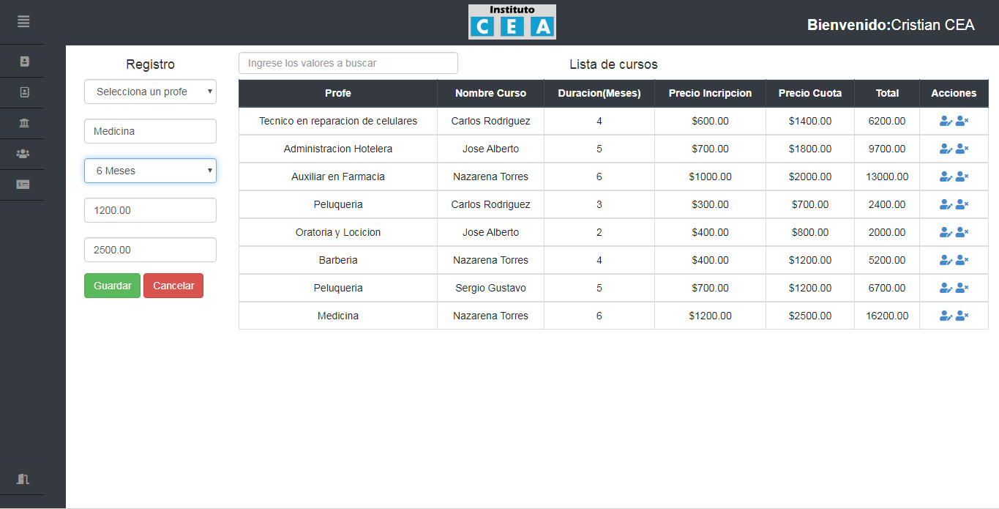 Instituto
CEA
Bienvenido:Cristian CEA
Registro
Selecciona un profe
Medicina
6 Meses
1200.00
2500.00
Guardar Cancelar
Ingrese los valores a buscar
Lista de cursos
Profe Nombre Curso Duracion(Meses) Precio Incripcion Precio Cuota Total Acciones
Tecnico en reparacion de celulares Carlos Rodriguez 4 $600.00 $1400.00 6200.00
Administracion Hotelera Jose Alberto 5 $700.00 $1800.00 9700.00
Auxiliar en Farmacia Nazarena Torres 6 $1000.00 $2000.00 13000.00
Peluqueria Carlos Rodriguez 3 $300.00 $700.00 2400.00
Oratoria y Locicion Jose Alberto 2 $400.00 $800.00 2000.00
Barberia Nazarena Torres 4 $400.00 $1200.00 5200.00
Peluqueria Sergio Gustavo 5 $700.00 $1200.00 6700.00
Medicina Nazarena Torres 6 $1200.00 $2500.00 16200.00